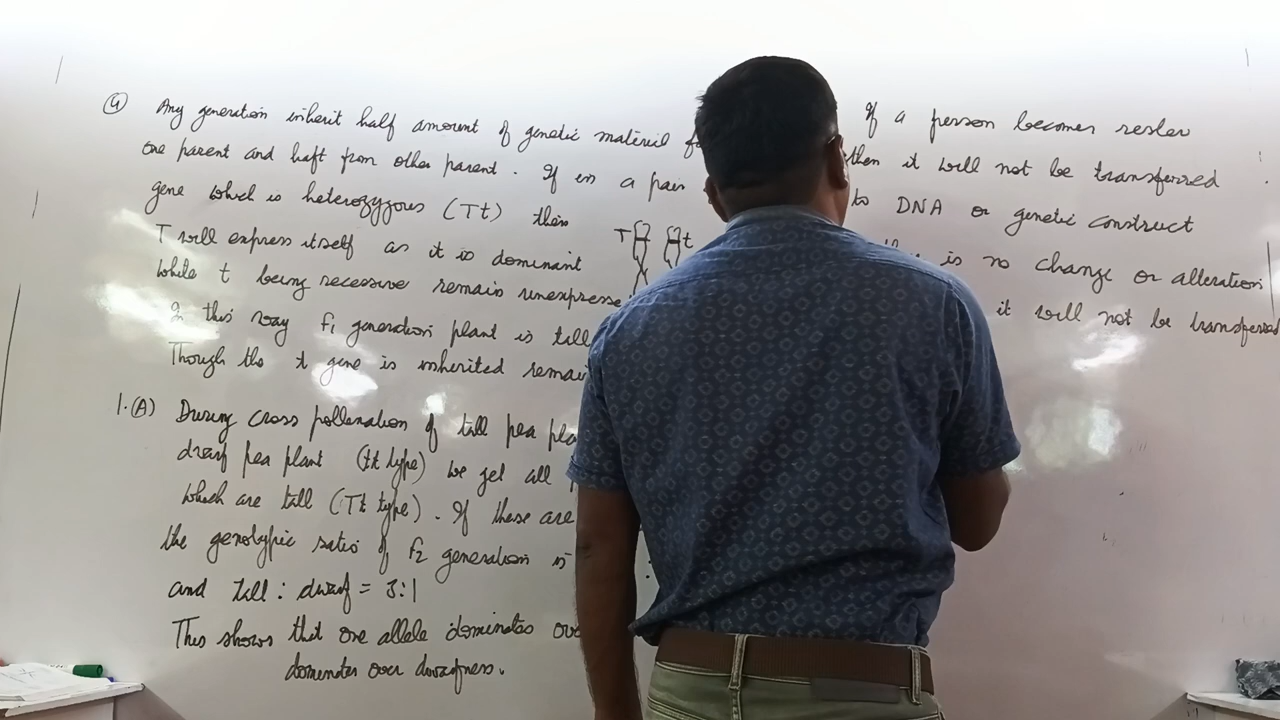 ④ Any generation inherit half amount of genetic material
one parent and haft from other parent. If in a pair
gene which is heterozygous (Tt) then
T will express itself as it is dominant
While t being recessive remain unexpresse
In this way F1 generation plant is tall
Though the t gene is inherited remai
T t
1.(A) During cross pollenation of tall pea pla
dwarf pea plant (tt type) we get all
which are tall (Tt type). If these are
the genotypic ratio of F2 generation is
and tall : dwarf = 3:1
This shows that one allele dominates ov
dominates over dwarfness.
If a person becomes
then it will not be transferred
to DNA or genetic construct
is no change or alteration
it will not be transferred